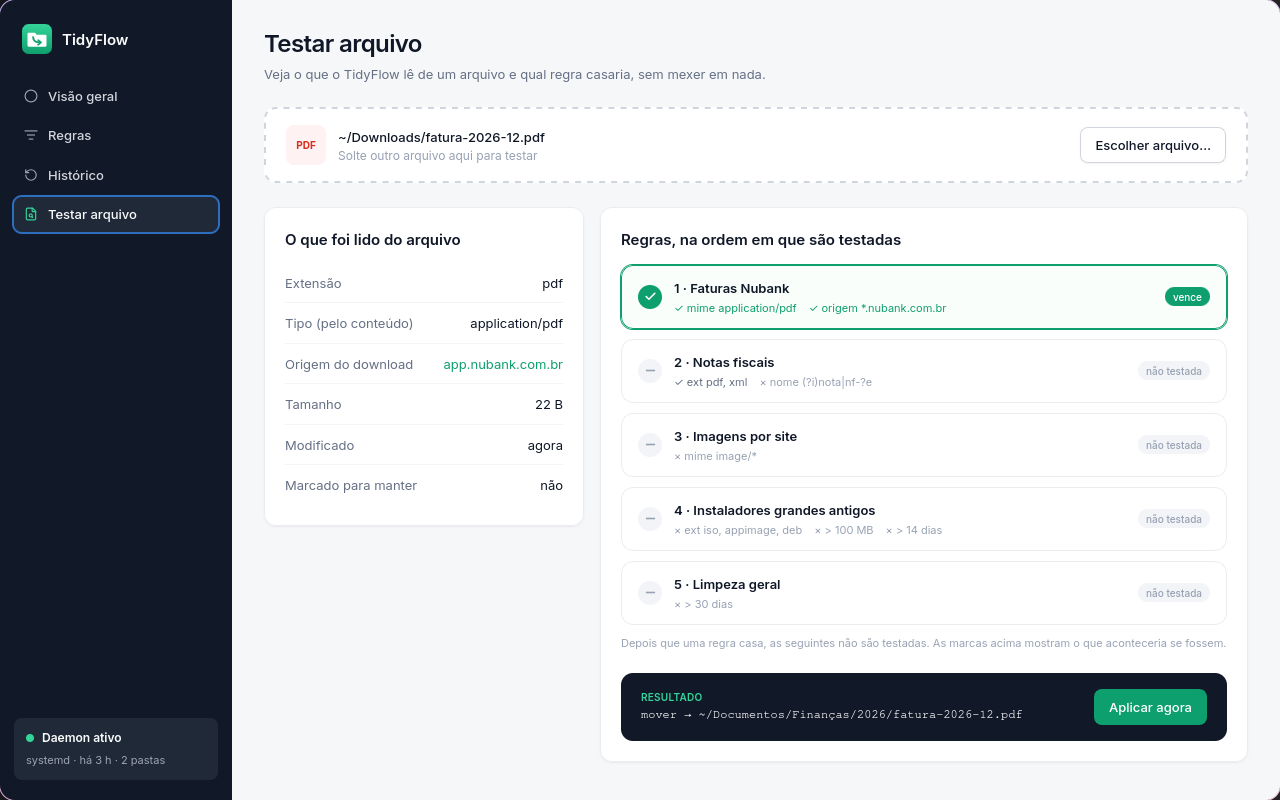 TidyFlow
Visão geral
Regras
Histórico
Testar arquivo
Daemon ativo
systemd · há 3 h · 2 pastas
Testar arquivo
Veja o que o TidyFlow lê de um arquivo e qual regra casaria, sem mexer em nada.
PDF
~/Downloads/fatura-2026-12.pdf
Solte outro arquivo aqui para testar
Escolher arquivo...
O que foi lido do arquivo
Extensão pdf
Tipo (pelo conteúdo) application/pdf
Origem do download app.nubank.com.br
Tamanho 22 B
Modificado agora
Marcado para manter não
Regras, na ordem em que são testadas
1 · Faturas Nubank
✓ mime application/pdf ✓ origem *.nubank.com.br
vence
2 · Notas fiscais
✓ ext pdf, xml × nome (?i)nota|nf-?e
não testada
3 · Imagens por site
× mime image/*
não testada
4 · Instaladores grandes antigos
× ext iso, appimage, deb × > 100 MB × > 14 dias
não testada
5 · Limpeza geral
× > 30 dias
não testada
Depois que uma regra casa, as seguintes não são testadas. As marcas acima mostram o que aconteceria se fossem.
RESULTADO
mover → ~/Documentos/Finanças/2026/fatura-2026-12.pdf
Aplicar agora